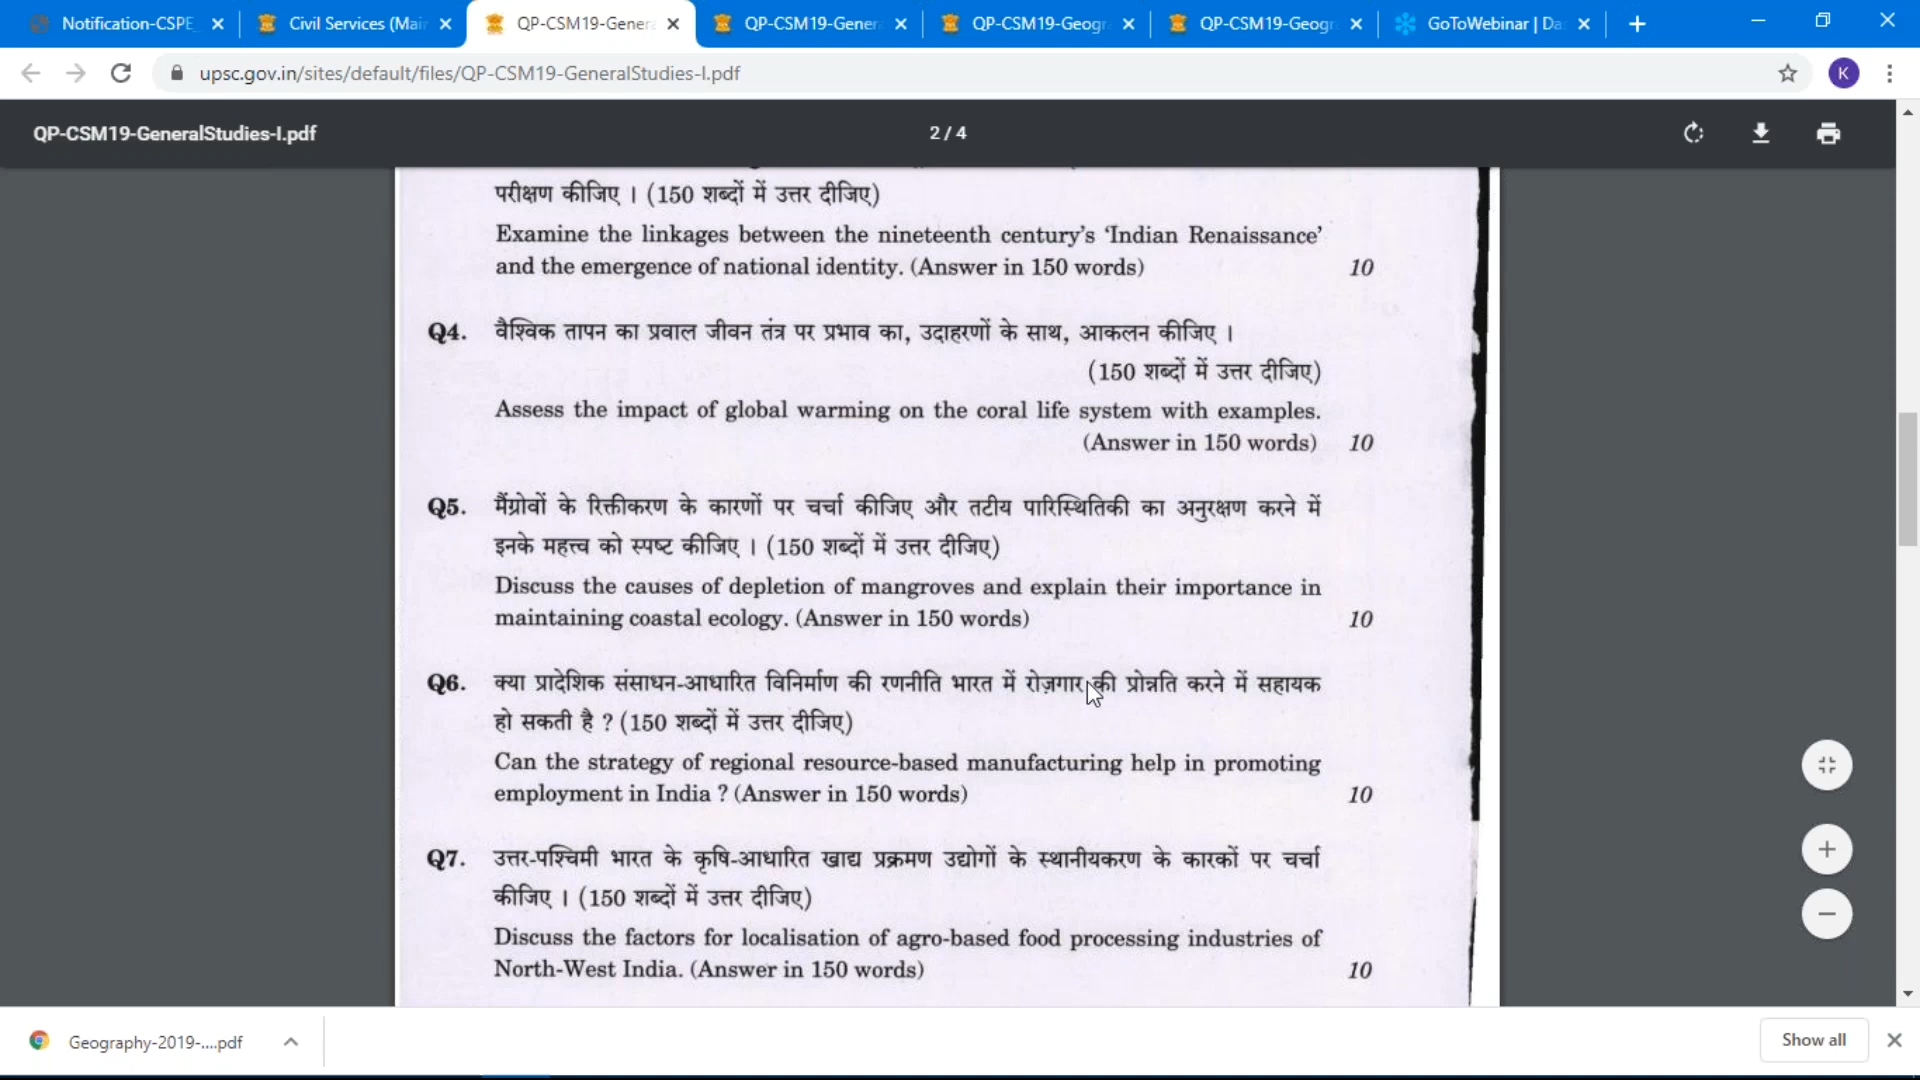 Notification-CSPE
Civil Services (Mair
QP-CSM19-Genera
QP-CSM19-Genera
QP-CSM19-Geogr
QP-CSM19-Geogr
GoToWebinar | Da
upsc.gov.in/sites/default/files/QP-CSM19-GeneralStudies-I.pdf
K
QP-CSM19-GeneralStudies-I.pdf
2 / 4
परीक्षण कीजिए । (150 शब्दों में उत्तर दीजिए)
Examine the linkages between the nineteenth century's 'Indian Renaissance'
and the emergence of national identity. (Answer in 150 words) 10
Q4. वैश्विक तापन का प्रवाल जीवन तंत्र पर प्रभाव का, उदाहरणों के साथ, आकलन कीजिए ।
(150 शब्दों में उत्तर दीजिए)
Assess the impact of global warming on the coral life system with examples.
(Answer in 150 words) 10
Q5. मैंग्रोवों के रिक्तीकरण के कारणों पर चर्चा कीजिए और तटीय पारिस्थितिकी का अनुरक्षण करने में
इनके महत्त्व को स्पष्ट कीजिए । (150 शब्दों में उत्तर दीजिए)
Discuss the causes of depletion of mangroves and explain their importance in
maintaining coastal ecology. (Answer in 150 words) 10
Q6. क्या प्रादेशिक संसाधन-आधारित विनिर्माण की रणनीति भारत में रोज़गार की प्रोन्नति करने में सहायक
हो सकती है ? (150 शब्दों में उत्तर दीजिए)
Can the strategy of regional resource-based manufacturing help in promoting
employment in India ? (Answer in 150 words) 10
Q7. उत्तर-पश्चिमी भारत के कृषि-आधारित खाद्य प्रक्रमण उद्योगों के स्थानीयकरण के कारकों पर चर्चा
कीजिए । (150 शब्दों में उत्तर दीजिए)
Discuss the factors for localisation of agro-based food processing industries of
North-West India. (Answer in 150 words) 10
Geography-2019-....pdf
Show all